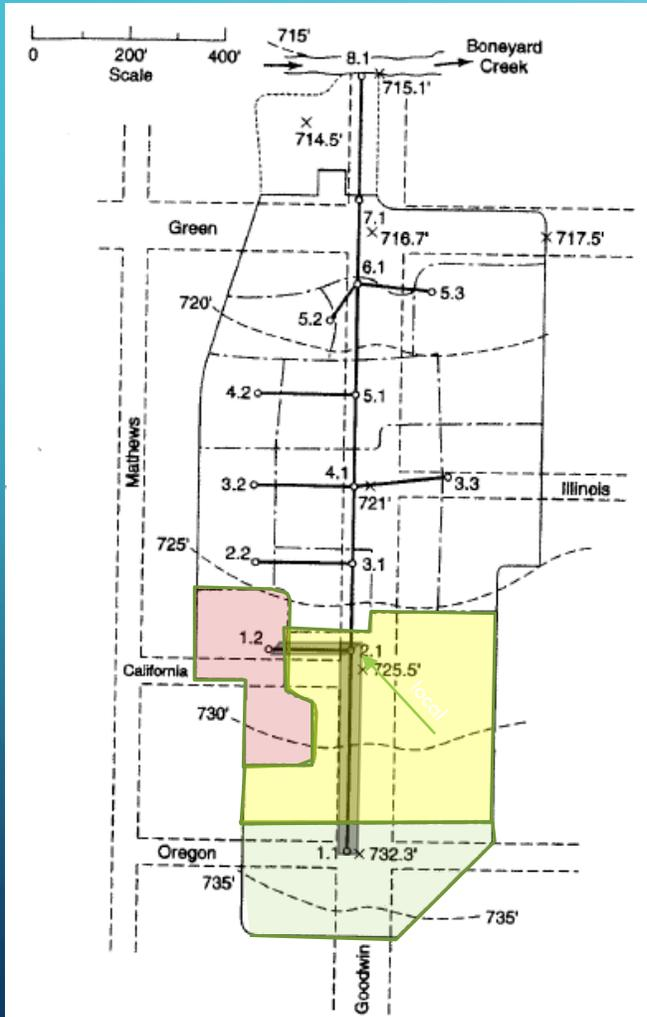 0 200' 400'
Scale
715'
8.1
Boneyard
Creek
715.1'
714.5'
Green
7.1
716.7'
717.5'
6.1
5.3
720'
5.2
4.2
5.1
Mathews
4.1
3.2
721'
3.3
Illinois
725'
2.2
3.1
1.2
2.1
California
725.5'
local
730'
Oregon
1.1
732.3'
735'
735'
Goodwin